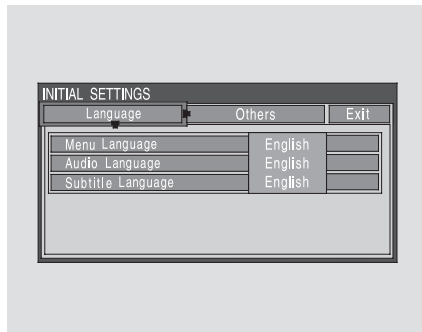 INITIAL SETTINGS
Language Others Exit
Menu Language English
Audio Language English
Subtitle Language English